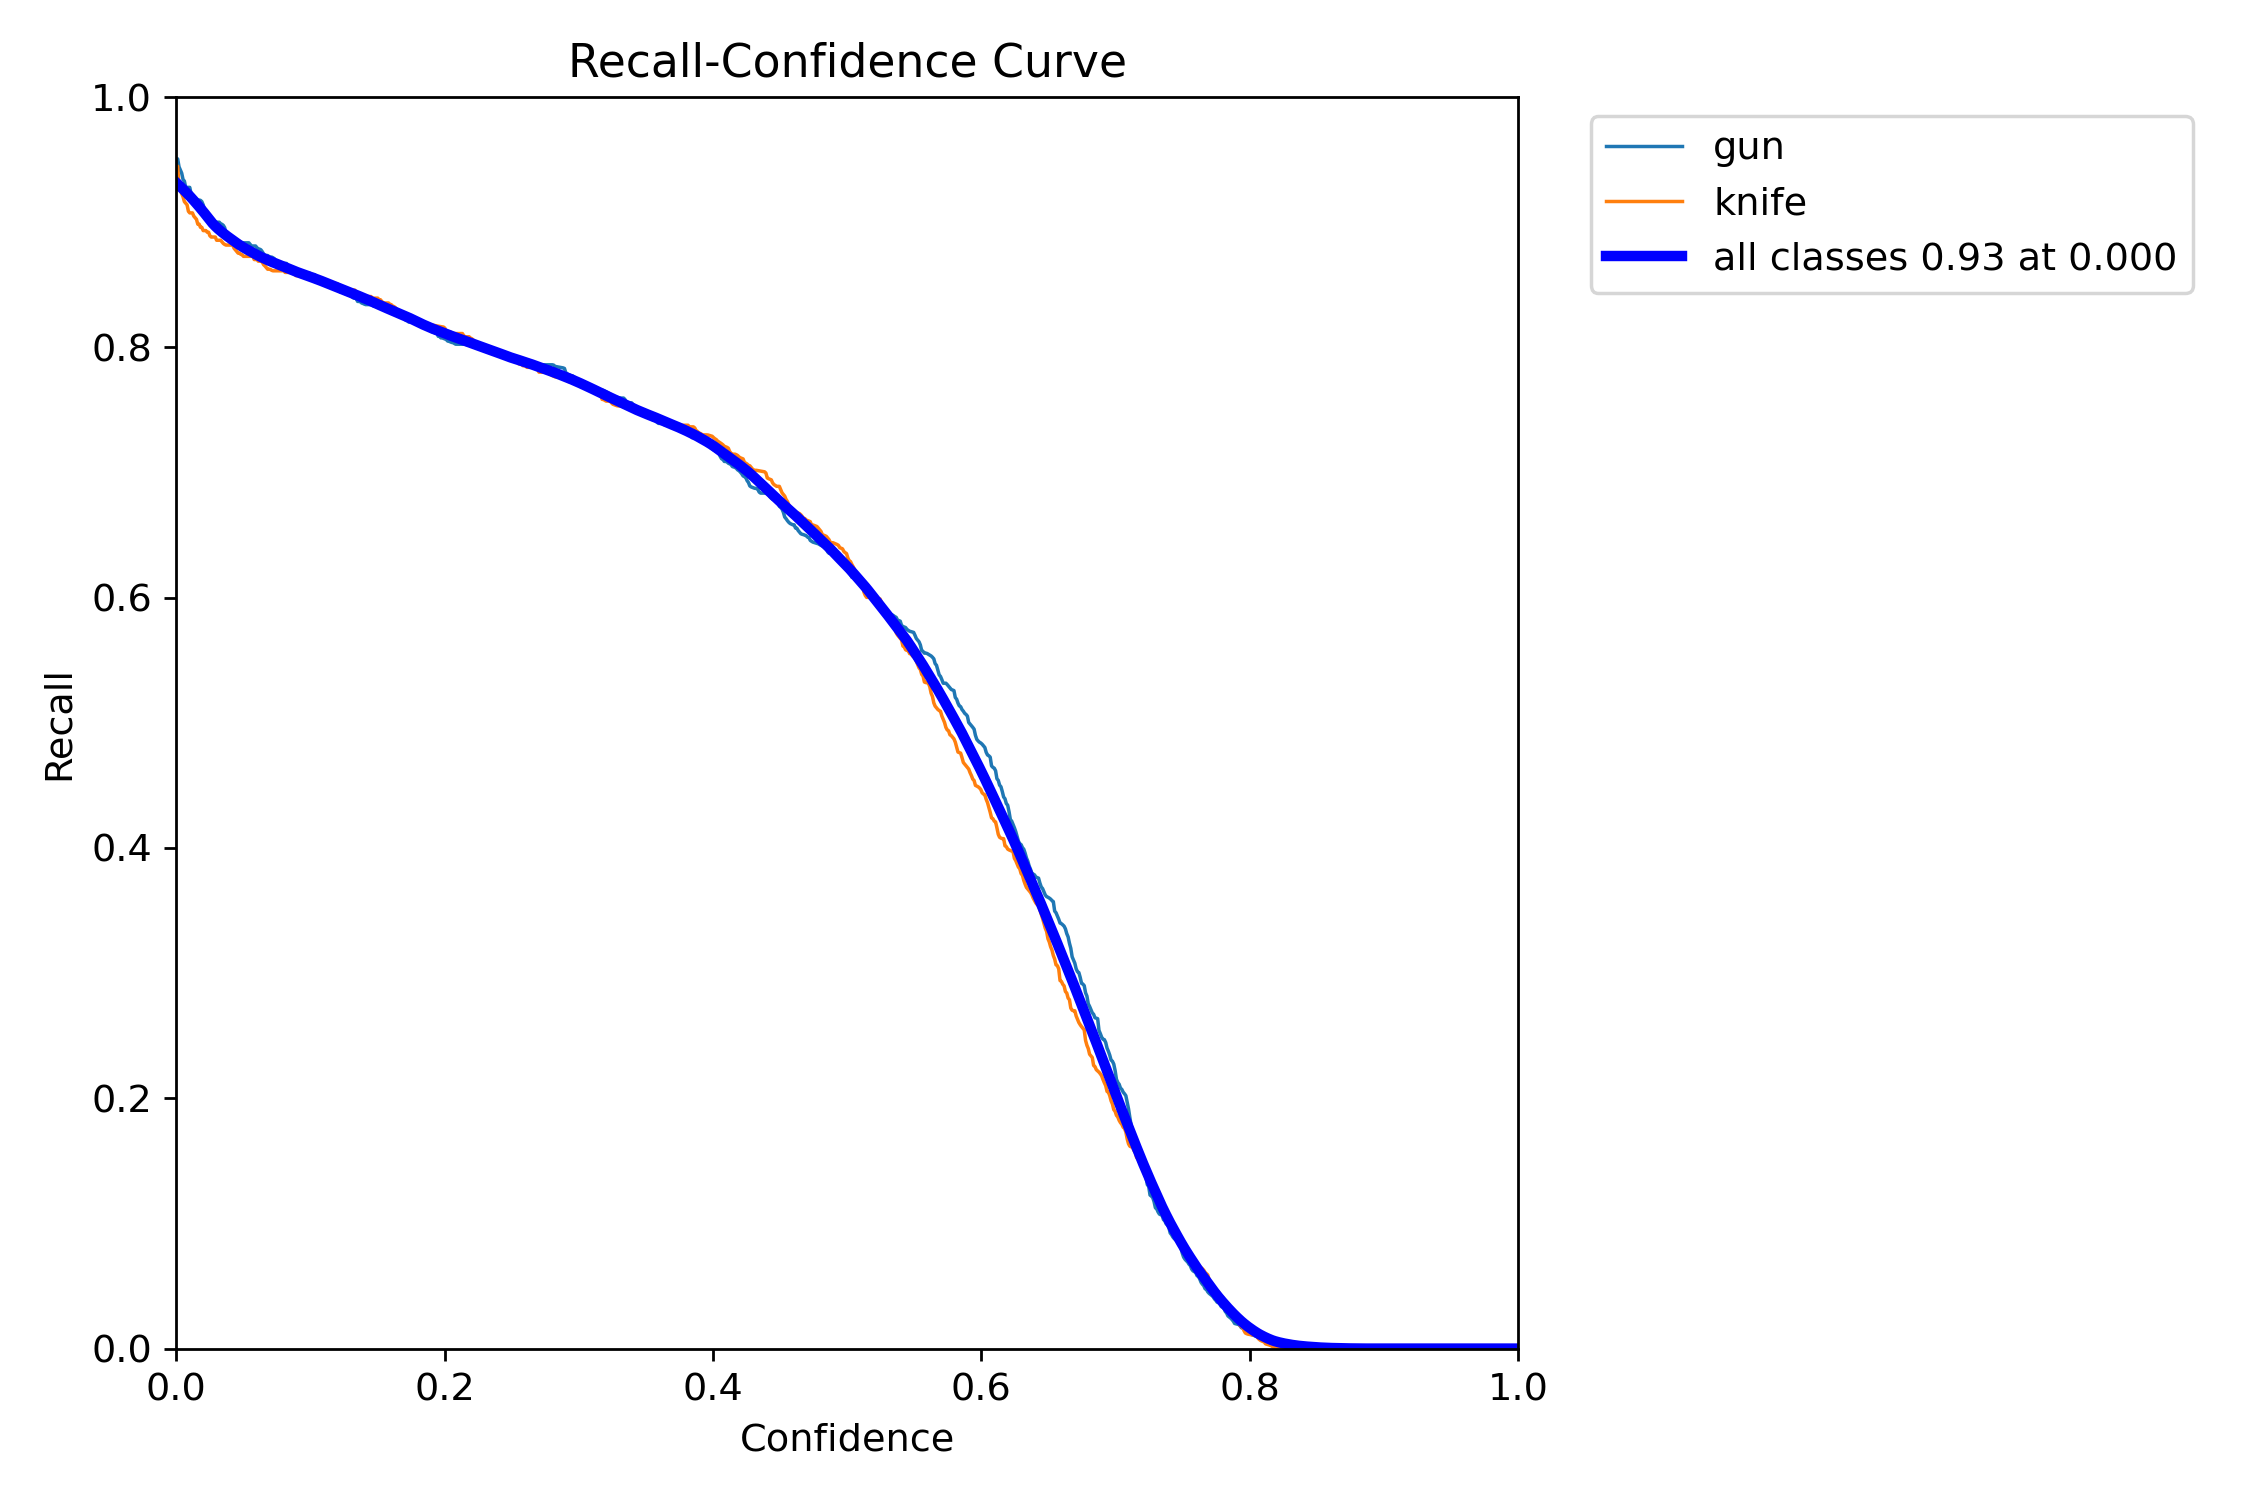 Recall-Confidence Curve
1.0
0.8
0.6
0.4
0.2
0.0
Recall
0.0 0.2 0.4 0.6 0.8 1.0
Confidence
gun
knife
all classes 0.93 at 0.000